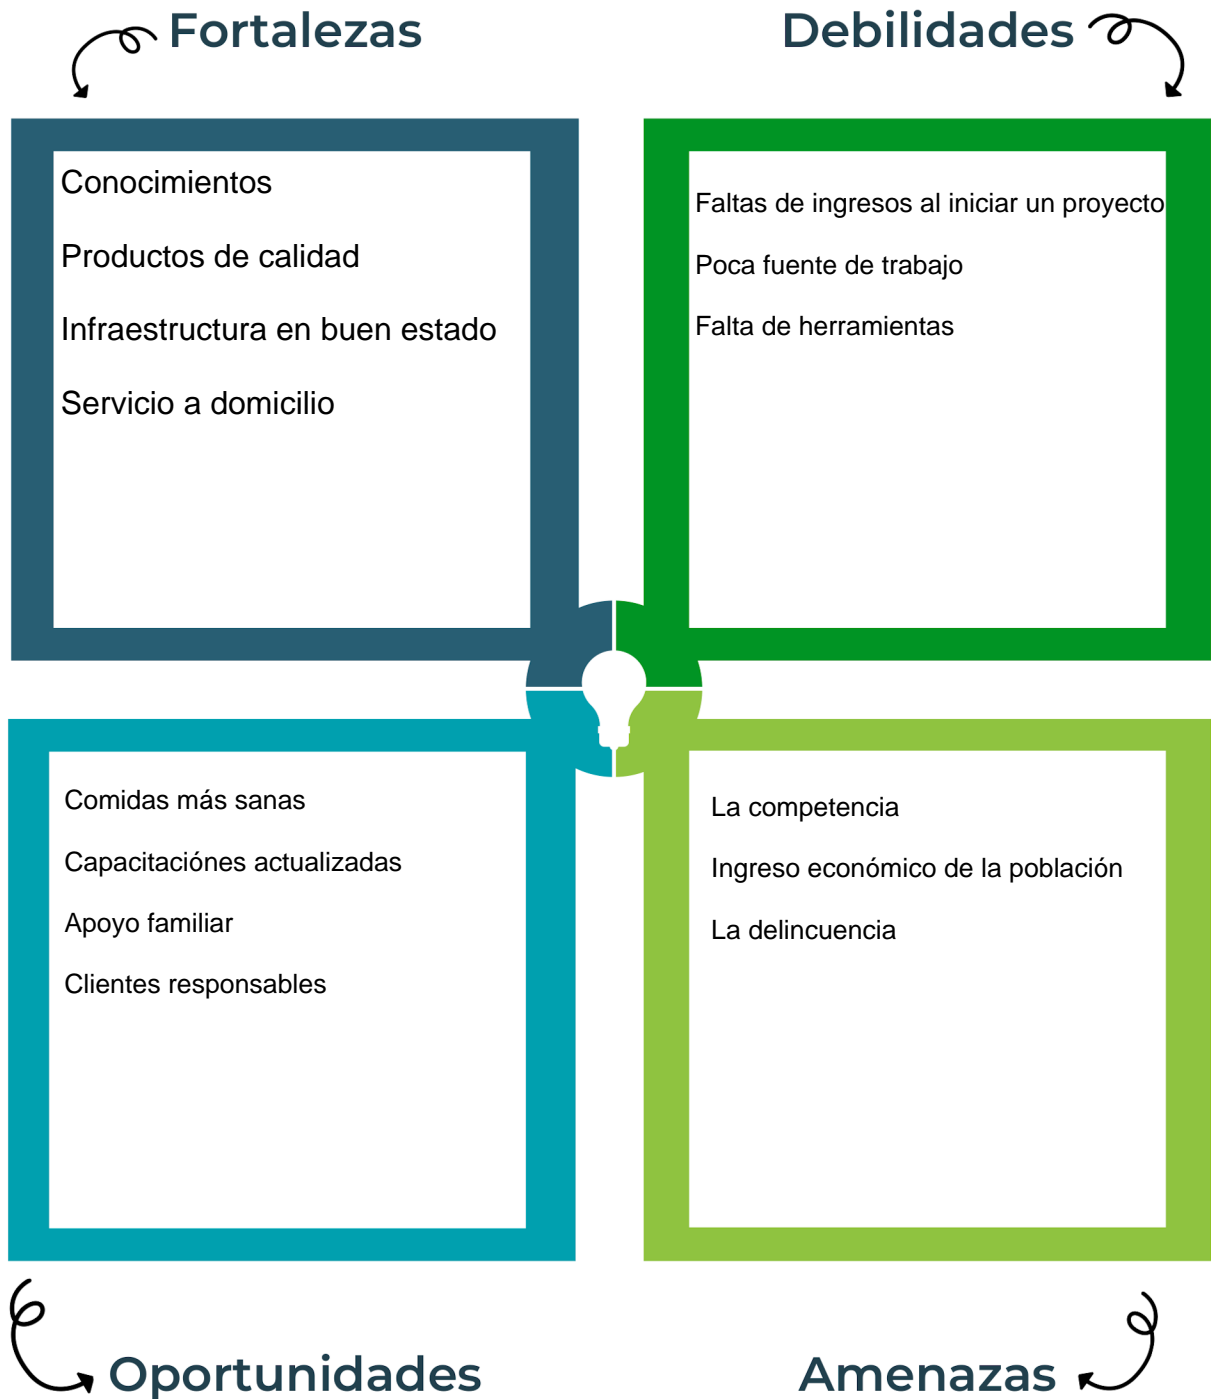 Fortalezas
Conocimientos
Productos de calidad
Infraestructura en buen estado
Servicio a domicilio
Debilidades
Faltas de ingresos al iniciar un proyecto
Poca fuente de trabajo
Falta de herramientas
Comidas más sanas
Capacitaciónes actualizadas
Apoyo familiar
Clientes responsables
Oportunidades
La competencia
Ingreso económico de la población
La delincuencia
Amenazas